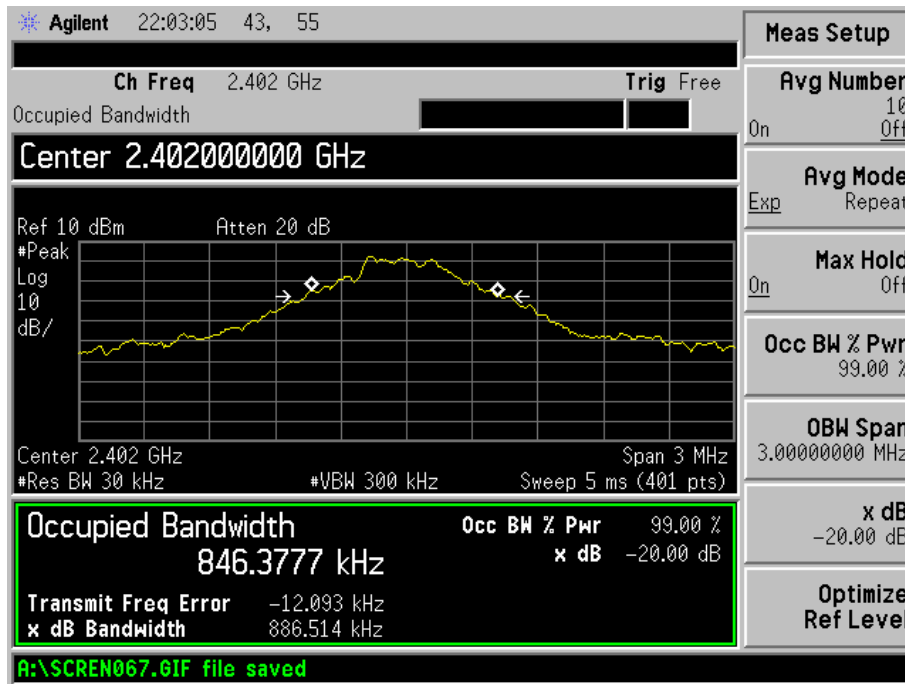 Agilent 22:03:05 43, 55
Ch Freq 2.402 GHz Trig Free
Occupied Bandwidth
Center 2.402000000 GHz
Ref 10 dBm Atten 20 dB
#Peak
Log
10
dB/
Center 2.402 GHz Span 3 MHz
#Res BW 30 kHz #VBW 300 kHz Sweep 5 ms (401 pts)
Occupied Bandwidth
846.3777 kHz
Occ BW % Pwr 99.00 %
x dB -20.00 dB
Transmit Freq Error -12.093 kHz
x dB Bandwidth 886.514 kHz
A:\SCREN067.GIF file saved
Meas Setup
Avg Number
10
On Off
Avg Mode
Exp Repeat
Max Hold
On Off
Occ BW % Pwr
99.00 %
OBW Span
3.00000000 MHz
x dB
-20.00 dB
Optimize
Ref Level